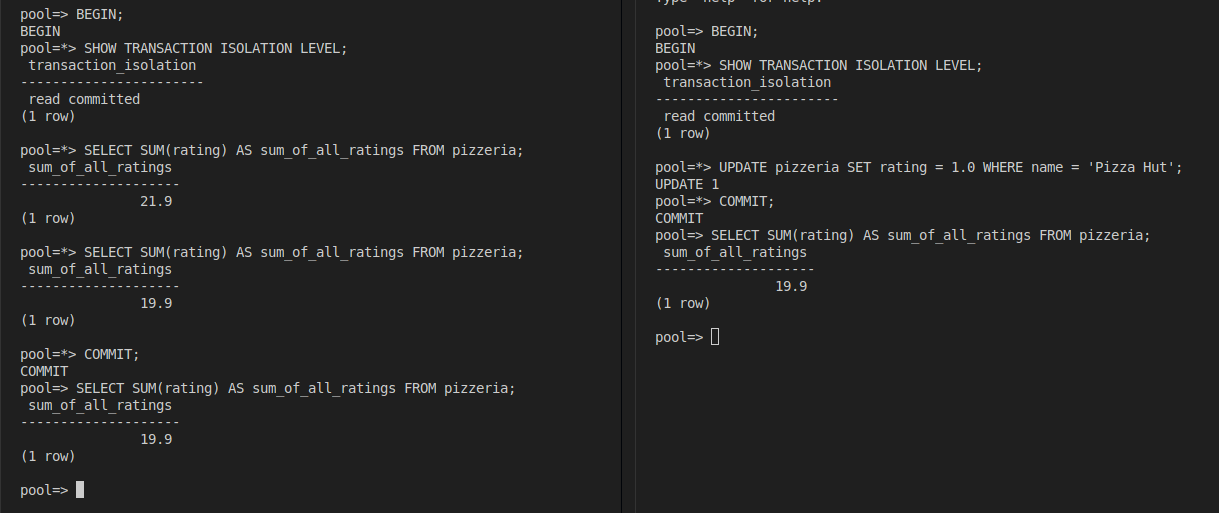 pool=> BEGIN;
BEGIN
pool=*> SHOW TRANSACTION ISOLATION LEVEL;
transaction_isolation
-----------------------
read committed
(1 row)
pool=*> SELECT SUM(rating) AS sum_of_all_ratings FROM pizzeria;
sum_of_all_ratings
--------------------
21.9
(1 row)
pool=*> SELECT SUM(rating) AS sum_of_all_ratings FROM pizzeria;
sum_of_all_ratings
--------------------
19.9
(1 row)
pool=*> COMMIT;
COMMIT
pool=> SELECT SUM(rating) AS sum_of_all_ratings FROM pizzeria;
sum_of_all_ratings
--------------------
19.9
(1 row)
pool=>
Type "help" for help.
pool=> BEGIN;
BEGIN
pool=*> SHOW TRANSACTION ISOLATION LEVEL;
transaction_isolation
-----------------------
read committed
(1 row)
pool=*> UPDATE pizzeria SET rating = 1.0 WHERE name = 'Pizza Hut';
UPDATE 1
pool=*> COMMIT;
COMMIT
pool=> SELECT SUM(rating) AS sum_of_all_ratings FROM pizzeria;
sum_of_all_ratings
--------------------
19.9
(1 row)
pool=>